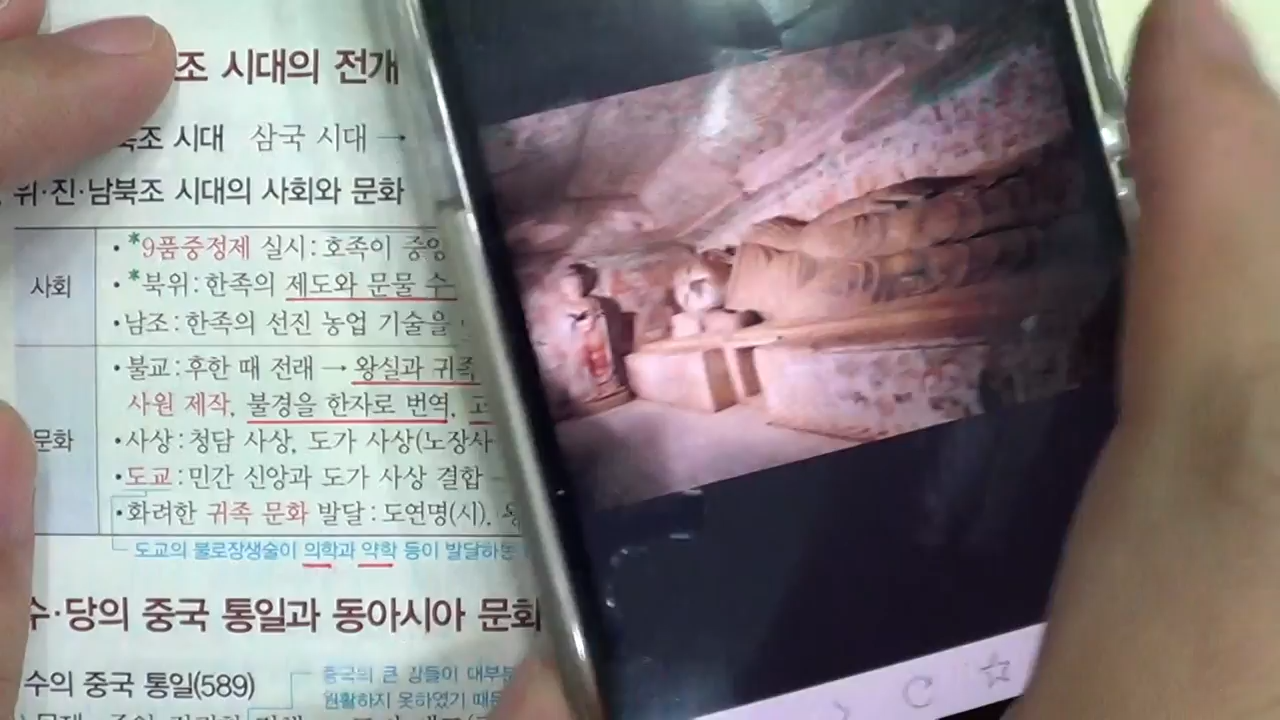 조 시대의 전개
조 시대 삼국 시대 →
위·진·남북조 시대의 사회와 문화
사회
• *9품중정제 실시: 호족이 중앙
• *북위: 한족의 제도와 문물 수
• 남조: 한족의 선진 농업 기술을
문화
• 불교: 후한 때 전래 → 왕실과 귀족
사원 제작, 불경을 한자로 번역,
• 사상: 청담 사상, 도가 사상(노장사
• 도교: 민간 신앙과 도가 사상 결합
• 화려한 귀족 문화 발달: 도연명(시),
도교의 불로장생술이 의학과 약학 등이 발달하는
수·당의 중국 통일과 동아시아 문화
수의 중국 통일(589)
중국의 큰 강들이 대부분
원활하지 못하였기 때문